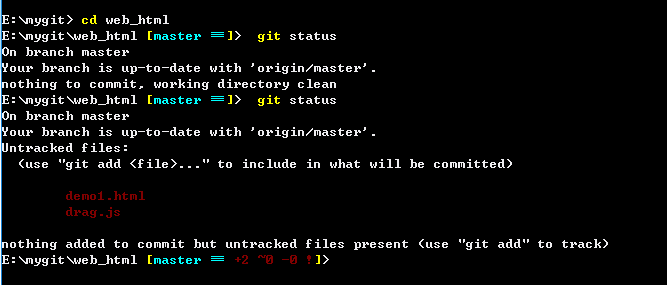 E:\mygit> cd web_html
E:\mygit\web_html [master ≡]>  git status
On branch master
Your branch is up-to-date with 'origin/master'.
nothing to commit, working directory clean
E:\mygit\web_html [master ≡]>  git status
On branch master
Your branch is up-to-date with 'origin/master'.
Untracked files:
  (use "git add <file>..." to include in what will be committed)
        demo1.html
        drag.js
nothing added to commit but untracked files present (use "git add" to track)
E:\mygit\web_html [master ≡ +2 ~0 -0 !]>